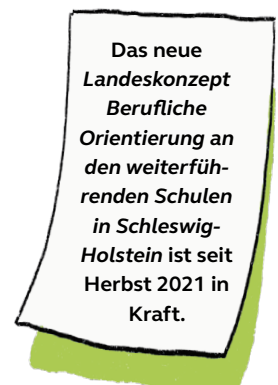 Das neue
Landeskonzept
Berufliche
Orientierung an
den weiterfüh-
renden Schulen
in Schleswig-
Holstein ist seit
Herbst 2021 in
Kraft.